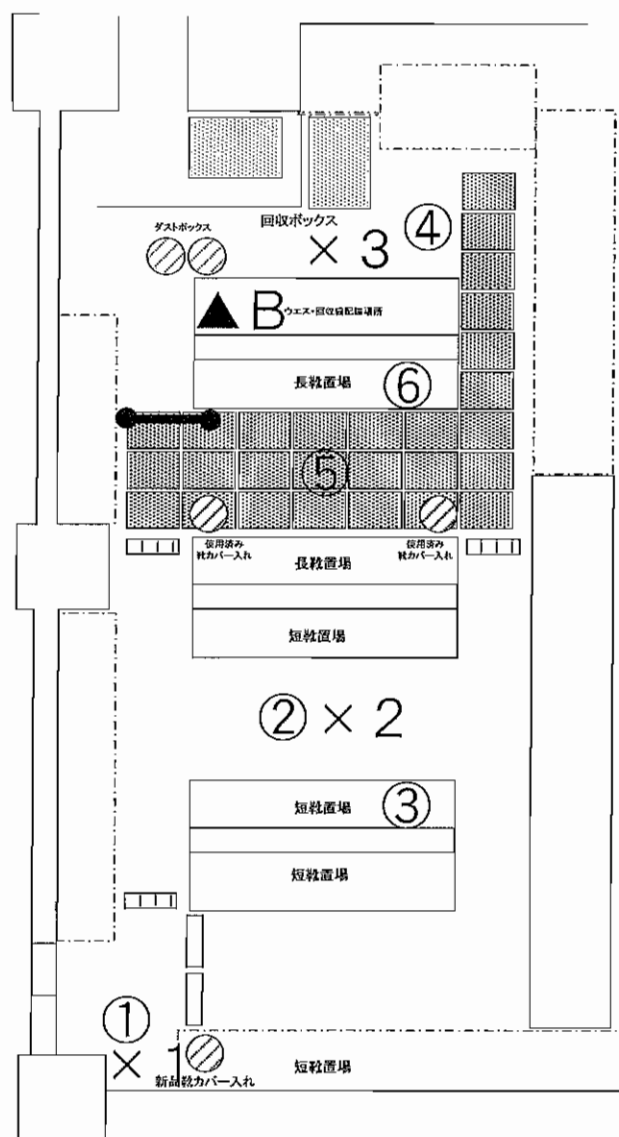 ダストボックス
回収ボックス
④
× 3
▲ B ウエス・回収袋配置場所
長靴置場 ⑥
⑤
使用済み
靴カバー入れ
使用済み
靴カバー入れ
長靴置場
短靴置場
② × 2
短靴置場 ③
短靴置場
①
× 1
新品靴カバー入れ
短靴置場